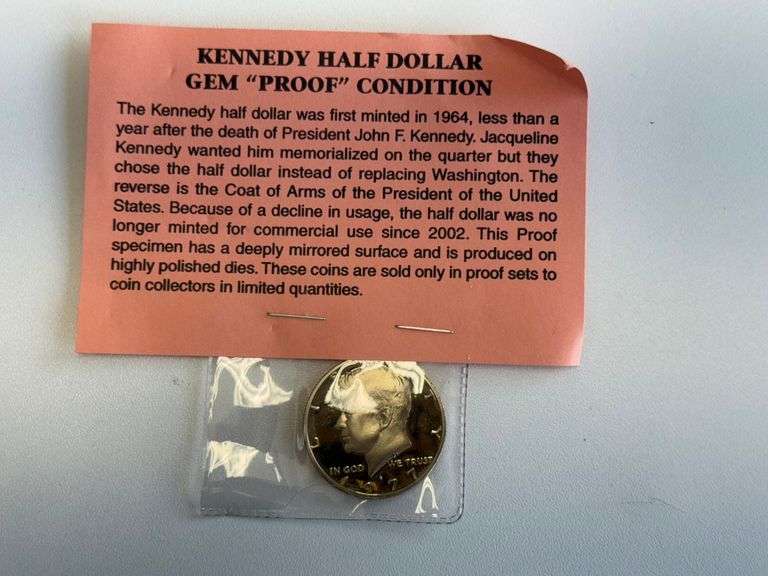 KENNEDY HALF DOLLAR
GEM “PROOF” CONDITION
The Kennedy half dollar was first minted in 1964, less than a
year after the death of President John F. Kennedy. Jacqueline
Kennedy wanted him memorialized on the quarter but they
chose the half dollar instead of replacing Washington. The
reverse is the Coat of Arms of the President of the United
States. Because of a decline in usage, the half dollar was no
longer minted for commercial use since 2002. This Proof
specimen has a deeply mirrored surface and is produced on
highly polished dies. These coins are sold only in proof sets to
coin collectors in limited quantities.
IN GOD WE TRUST
1977